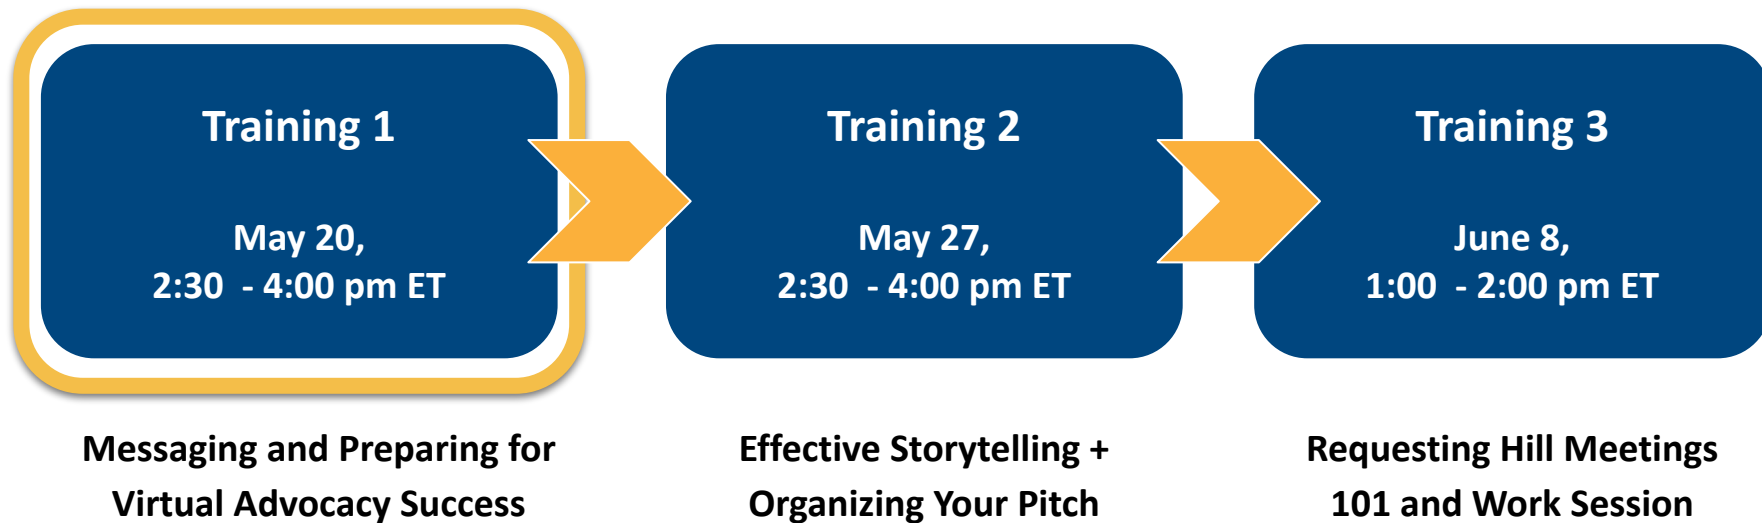 Training 1
May 20,
2:30 - 4:00 pm ET
Messaging and Preparing for
Virtual Advocacy Success
Training 2
May 27,
2:30 - 4:00 pm ET
Effective Storytelling +
Organizing Your Pitch
Training 3
June 8,
1:00 - 2:00 pm ET
Requesting Hill Meetings
101 and Work Session